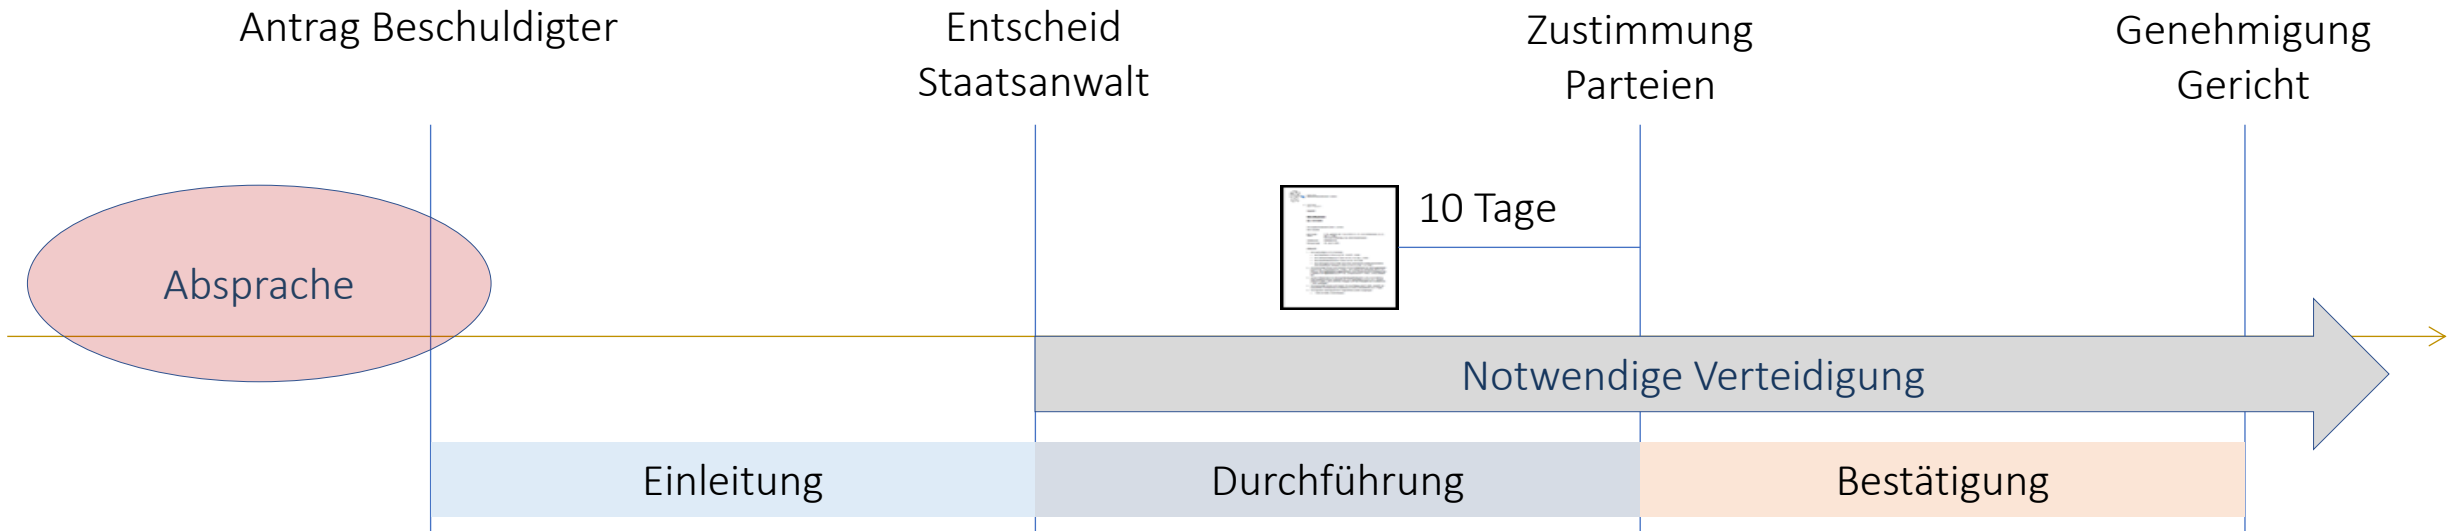 Antrag Beschuldigter
Entscheid
Staatsanwalt
Zustimmung
Parteien
Genehmigung
Gericht
10 Tage
Absprache
Notwendige Verteidigung
Einleitung
Durchführung
Bestätigung